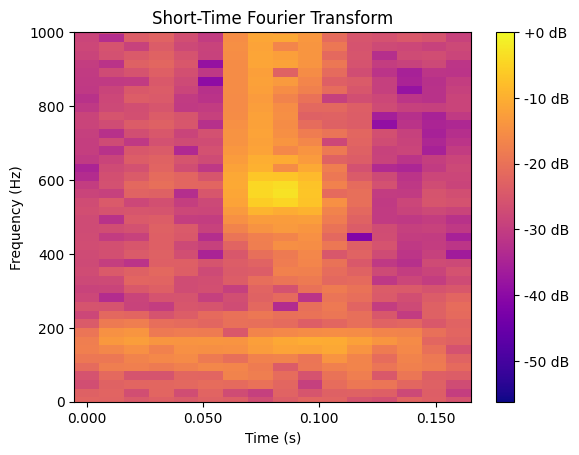 Short-Time Fourier Transform
1000
800
600
400
200
0
Frequency (Hz)
0.000
0.050
0.100
0.150
Time (s)
+0 dB
-10 dB
-20 dB
-30 dB
-40 dB
-50 dB